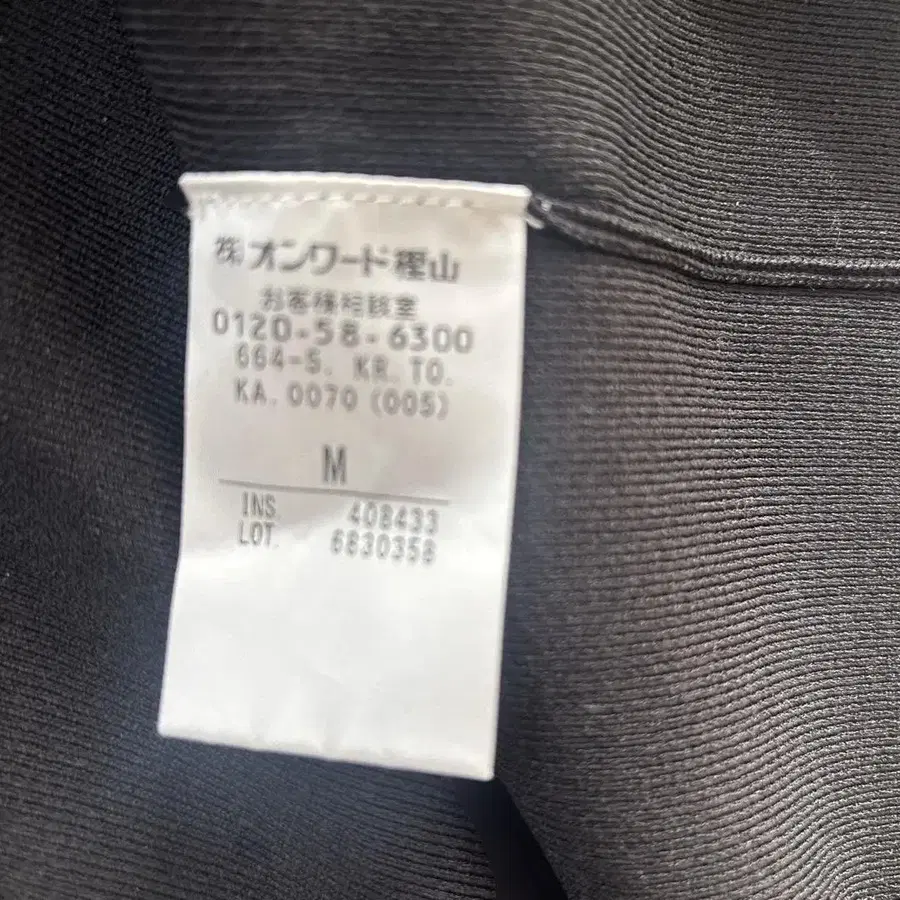 ㈱オンワード樫山
お客様相談室
0120-58-6300
664-S. KR. TO.
KA. 0070 (005)
M
INS. 408433
LOT. 6830358